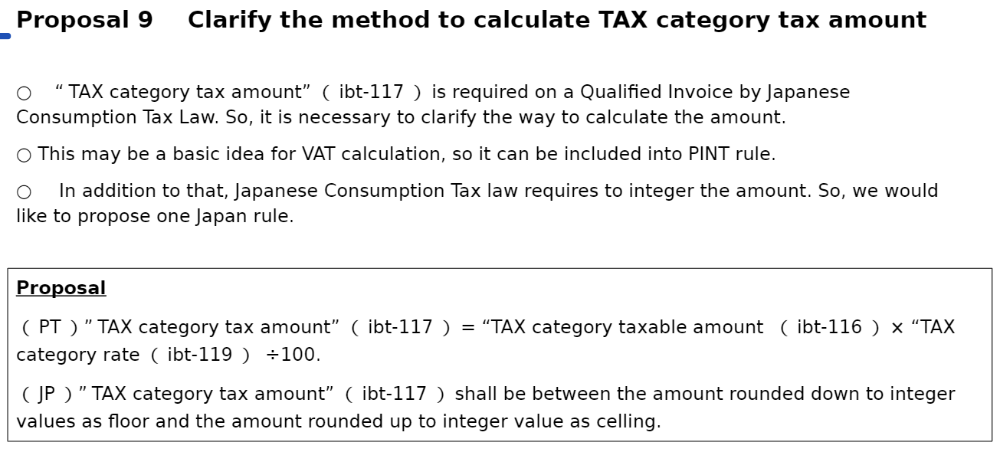 Proposal 9 Clarify the method to calculate TAX category tax amount
○ “ TAX category tax amount” ( ibt-117 ) is required on a Qualified Invoice by Japanese
Consumption Tax Law. So, it is necessary to clarify the way to calculate the amount.
○ This may be a basic idea for VAT calculation, so it can be included into PINT rule.
○ In addition to that, Japanese Consumption Tax law requires to integer the amount. So, we would
like to propose one Japan rule.
Proposal
( PT ) ” TAX category tax amount” ( ibt-117 ) = “TAX category taxable amount ( ibt-116 ) × “TAX
category rate ( ibt-119 ) ÷100.
( JP ) ” TAX category tax amount” ( ibt-117 ) shall be between the amount rounded down to integer
values as floor and the amount rounded up to integer value as celling.